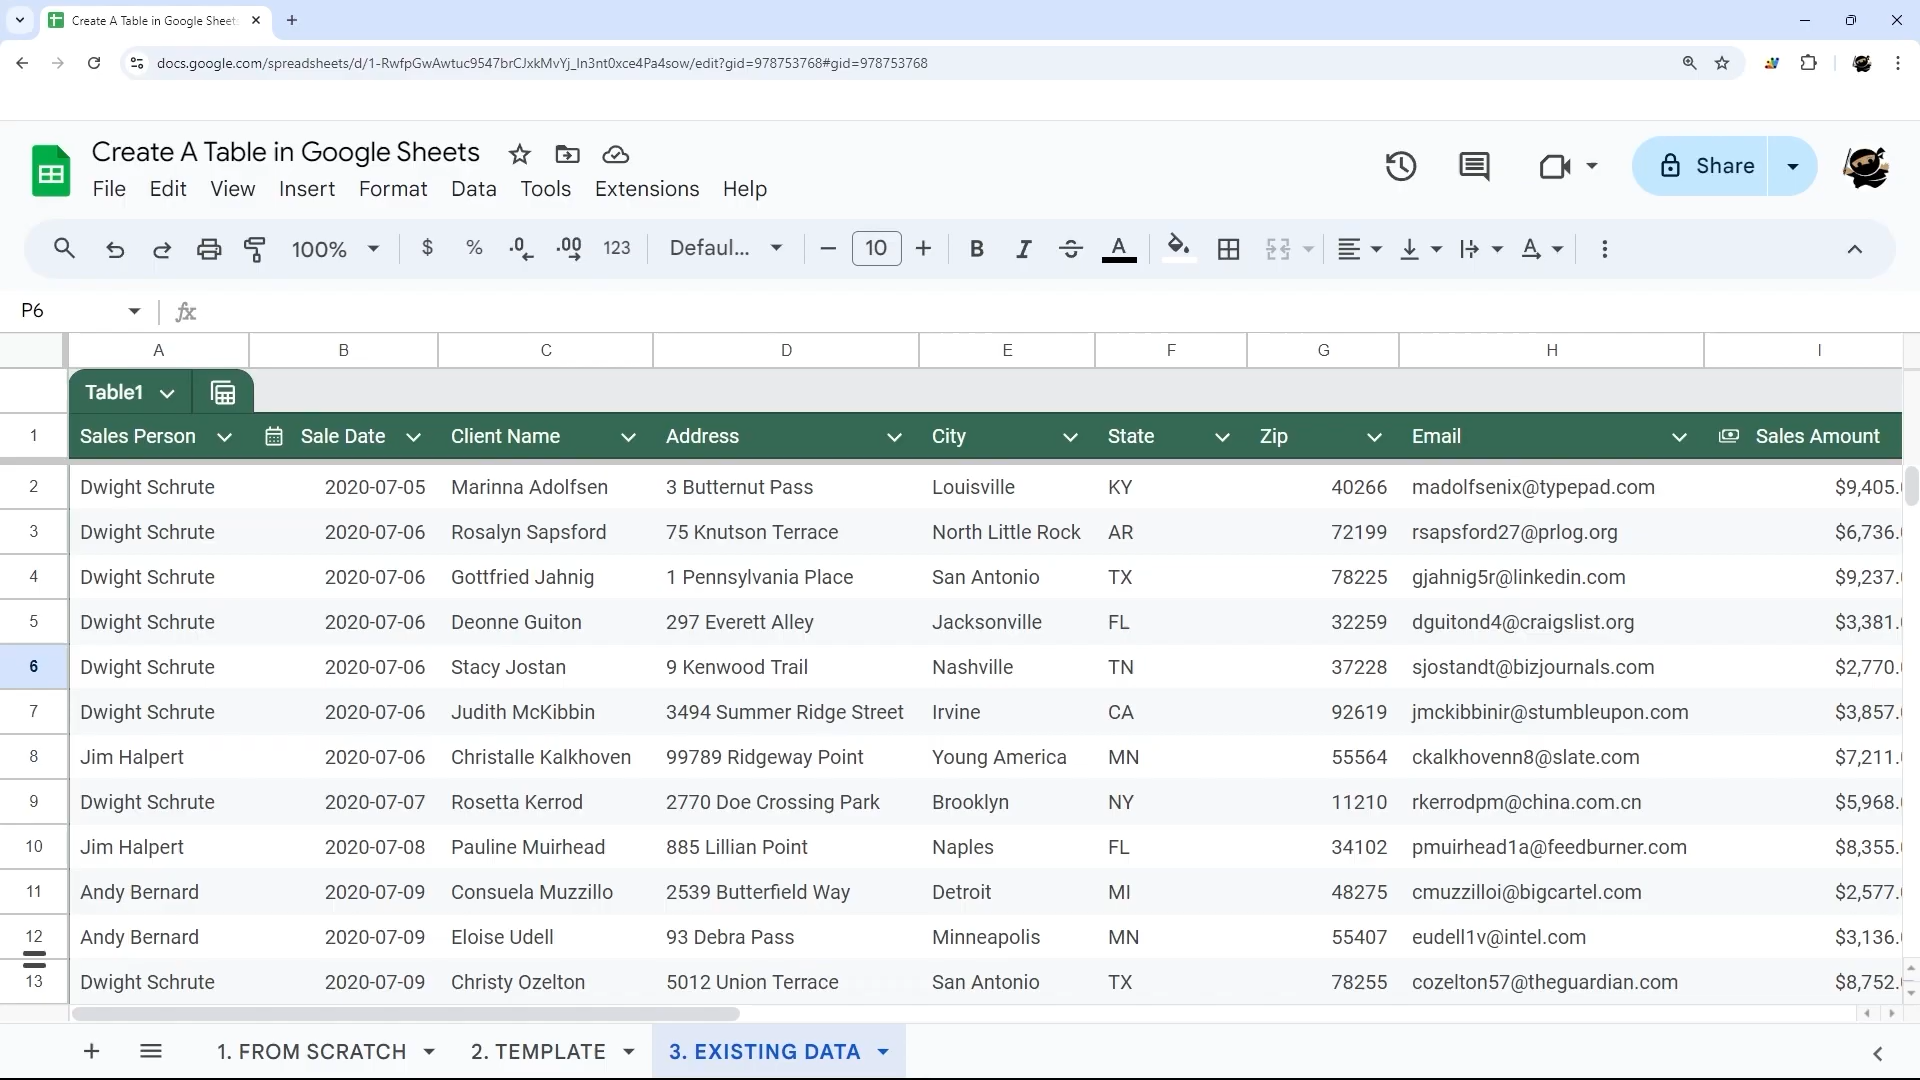 Create A Table in Google Sheets
docs.google.com/spreadsheets/d/1-RwfpGwAwtuc9547brCJxkMvYj_In3nt0xce4Pa4sow/edit?gid=978753768#gid=978753768
Create A Table in Google Sheets
File Edit View Insert Format Data Tools Extensions Help
Share
100% $ % .0 .00 123 Defaul... 10 B I A
P6 fx
A B C D E F G H I
Table1
1 Sales Person Sale Date Client Name Address City State Zip Email Sales Amount
2 Dwight Schrute 2020-07-05 Marinna Adolfsen 3 Butternut Pass Louisville KY 40266 madolfsenix@typepad.com $9,405.
3 Dwight Schrute 2020-07-06 Rosalyn Sapsford 75 Knutson Terrace North Little Rock AR 72199 rsapsford27@prlog.org $6,736.
4 Dwight Schrute 2020-07-06 Gottfried Jahnig 1 Pennsylvania Place San Antonio TX 78225 gjahnig5r@linkedin.com $9,237.
5 Dwight Schrute 2020-07-06 Deonne Guiton 297 Everett Alley Jacksonville FL 32259 dguitond4@craigslist.org $3,381.
6 Dwight Schrute 2020-07-06 Stacy Jostan 9 Kenwood Trail Nashville TN 37228 sjostandt@bizjournals.com $2,770.
7 Dwight Schrute 2020-07-06 Judith McKibbin 3494 Summer Ridge Street Irvine CA 92619 jmckibbinir@stumbleupon.com $3,857.
8 Jim Halpert 2020-07-06 Christalle Kalkhoven 99789 Ridgeway Point Young America MN 55564 ckalkhovenn8@slate.com $7,211.
9 Dwight Schrute 2020-07-07 Rosetta Kerrod 2770 Doe Crossing Park Brooklyn NY 11210 rkerrodpm@china.com.cn $5,968.
10 Jim Halpert 2020-07-08 Pauline Muirhead 885 Lillian Point Naples FL 34102 pmuirhead1a@feedburner.com $8,355.
11 Andy Bernard 2020-07-09 Consuela Muzzillo 2539 Butterfield Way Detroit MI 48275 cmuzzilloi@bigcartel.com $2,577.
12 Andy Bernard 2020-07-09 Eloise Udell 93 Debra Pass Minneapolis MN 55407 eudell1v@intel.com $3,136.
13 Dwight Schrute 2020-07-09 Christy Ozelton 5012 Union Terrace San Antonio TX 78255 cozelton57@theguardian.com $8,752.
1. FROM SCRATCH 2. TEMPLATE 3. EXISTING DATA